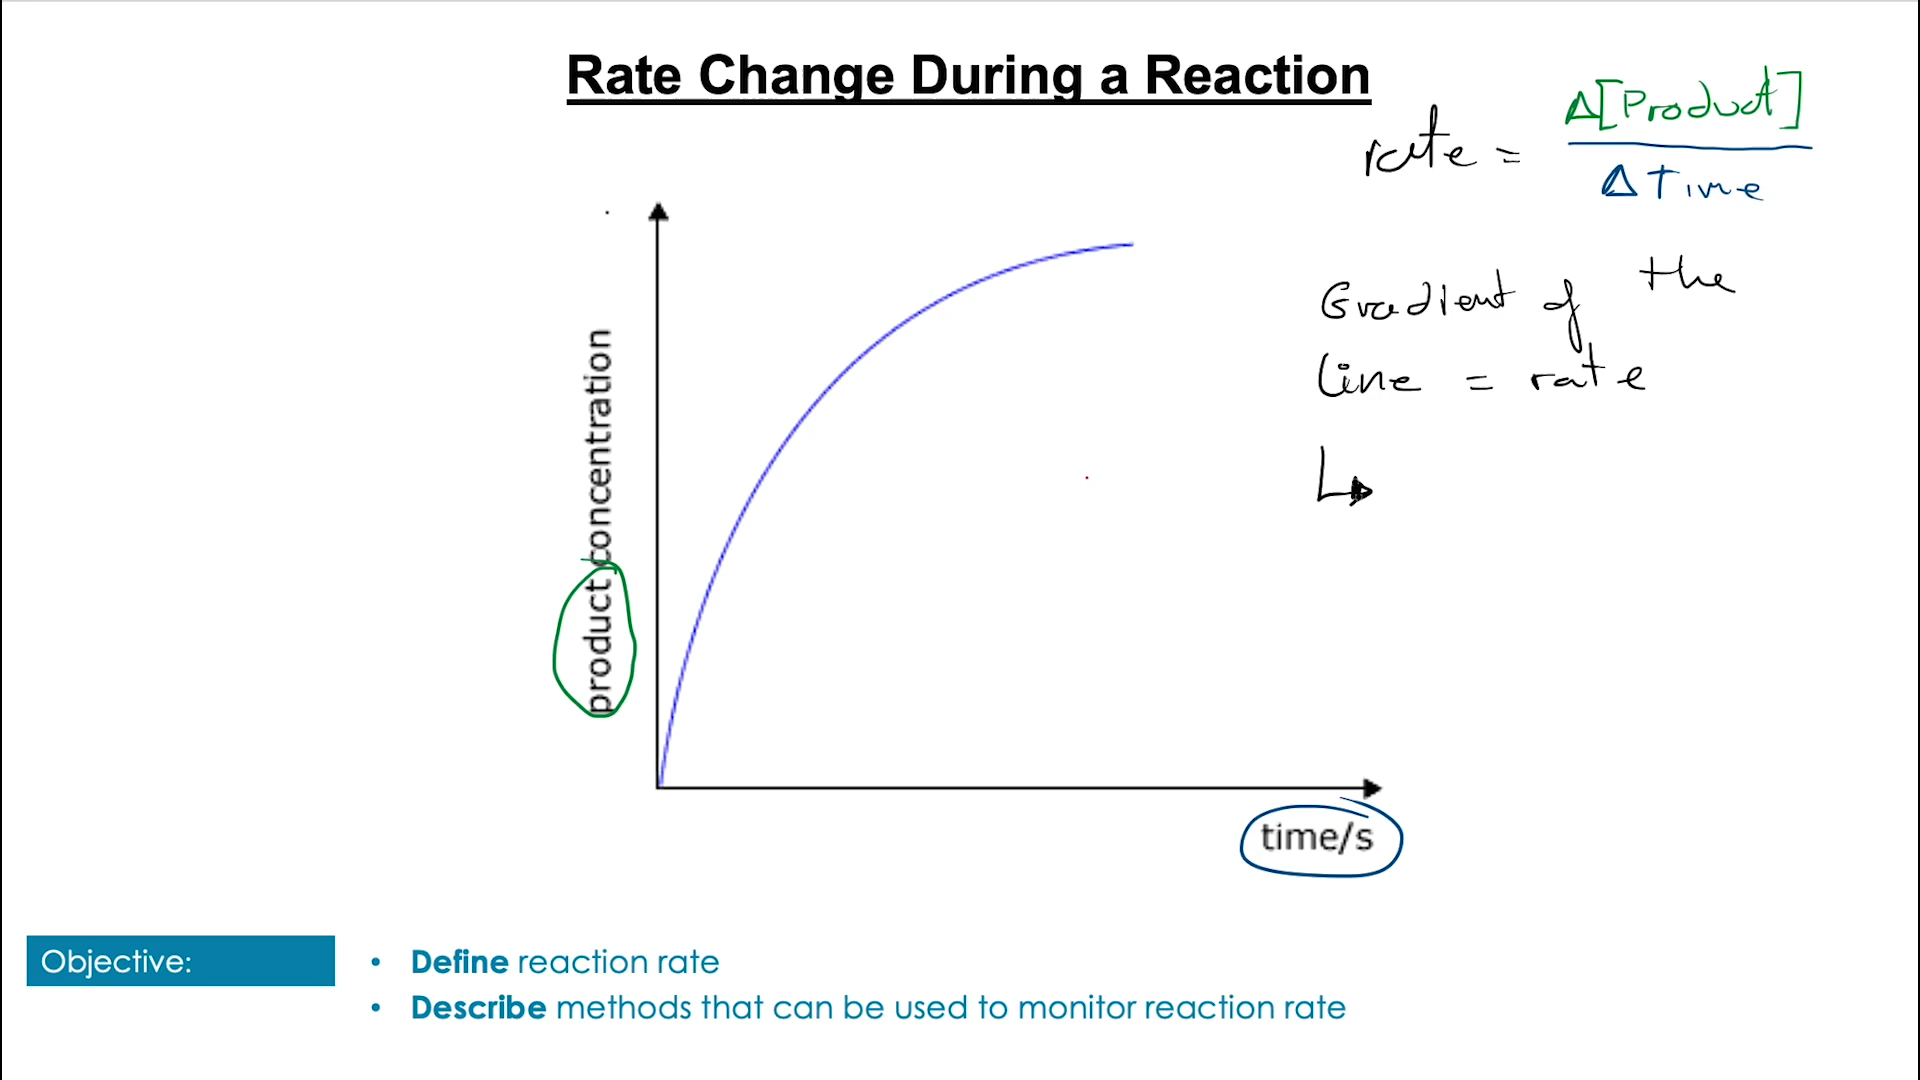 Rate Change During a Reaction
rate = Δ[Product]
ΔTime
Gradient of the
line = rate
product concentration
time/s
Objective:
• Define reaction rate
• Describe methods that can be used to monitor reaction rate